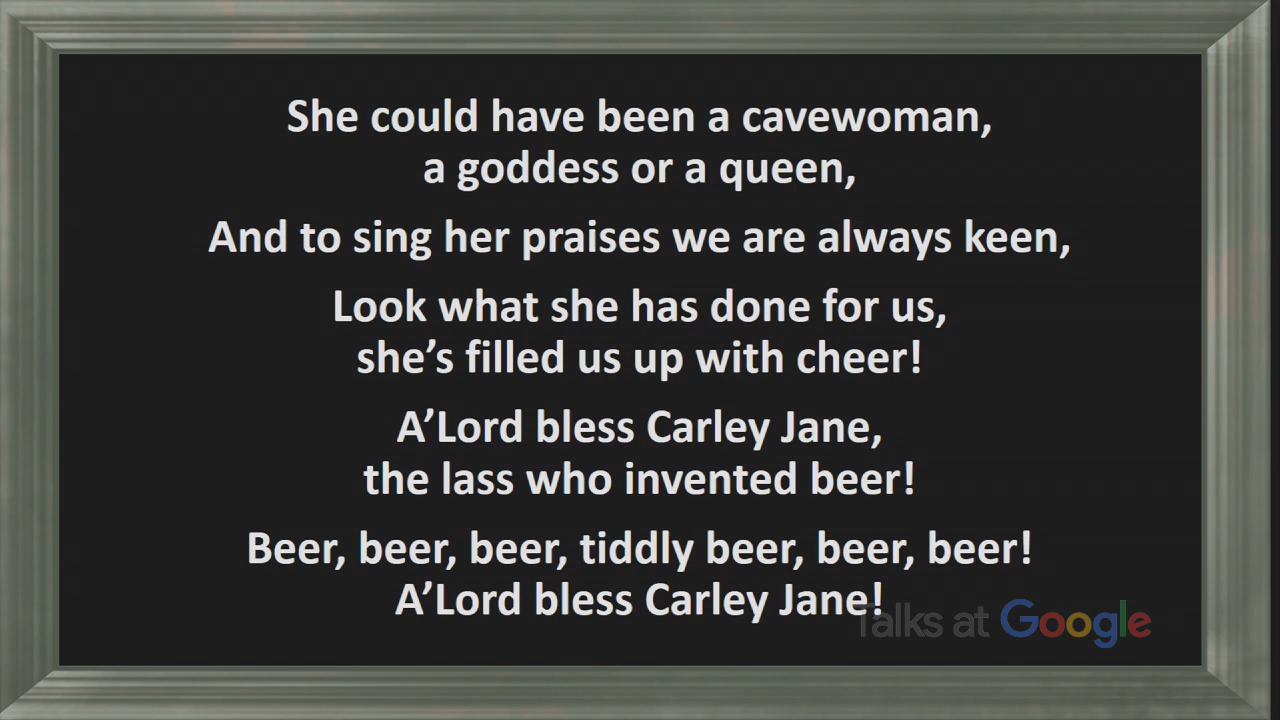 She could have been a cavewoman,
a goddess or a queen,
And to sing her praises we are always keen,
Look what she has done for us,
she’s filled us up with cheer!
A’Lord bless Carley Jane,
the lass who invented beer!
Beer, beer, beer, tiddly beer, beer, beer!
A’Lord bless Carley Jane!
Talks at Google